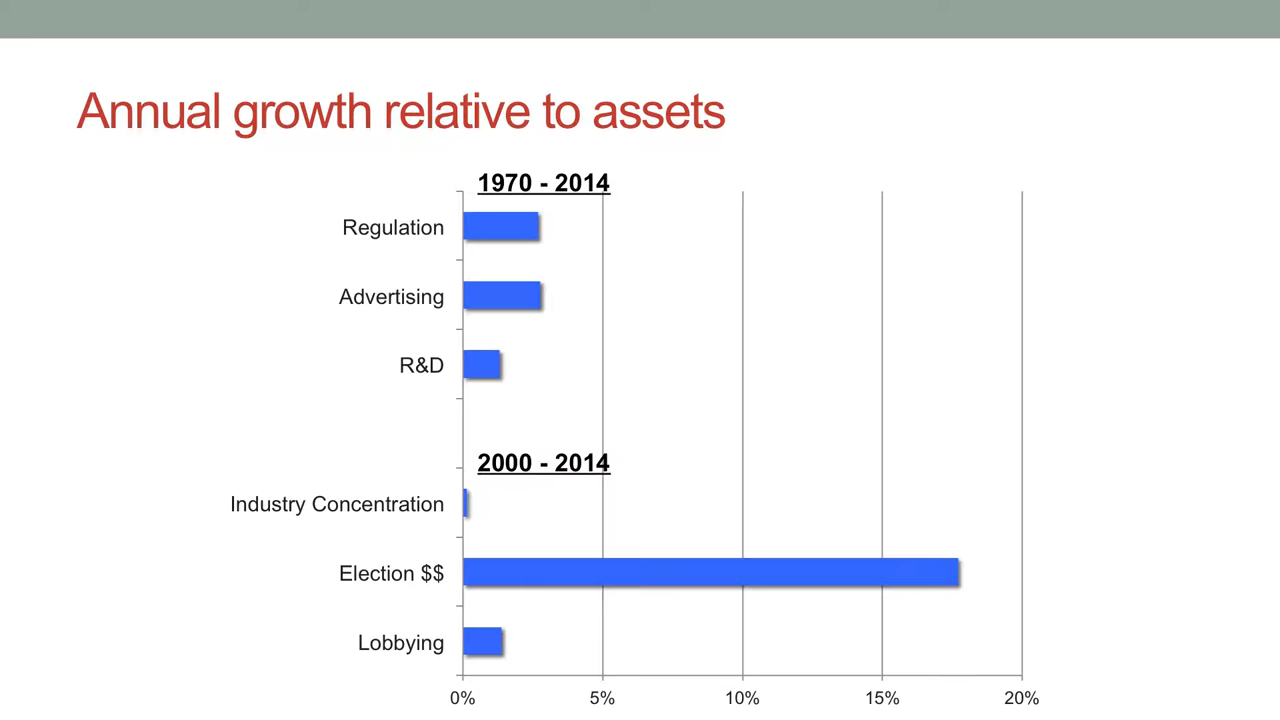 Annual growth relative to assets
1970 - 2014
Regulation
Advertising
R&D
2000 - 2014
Industry Concentration
Election $$
Lobbying
0% 5% 10% 15% 20%